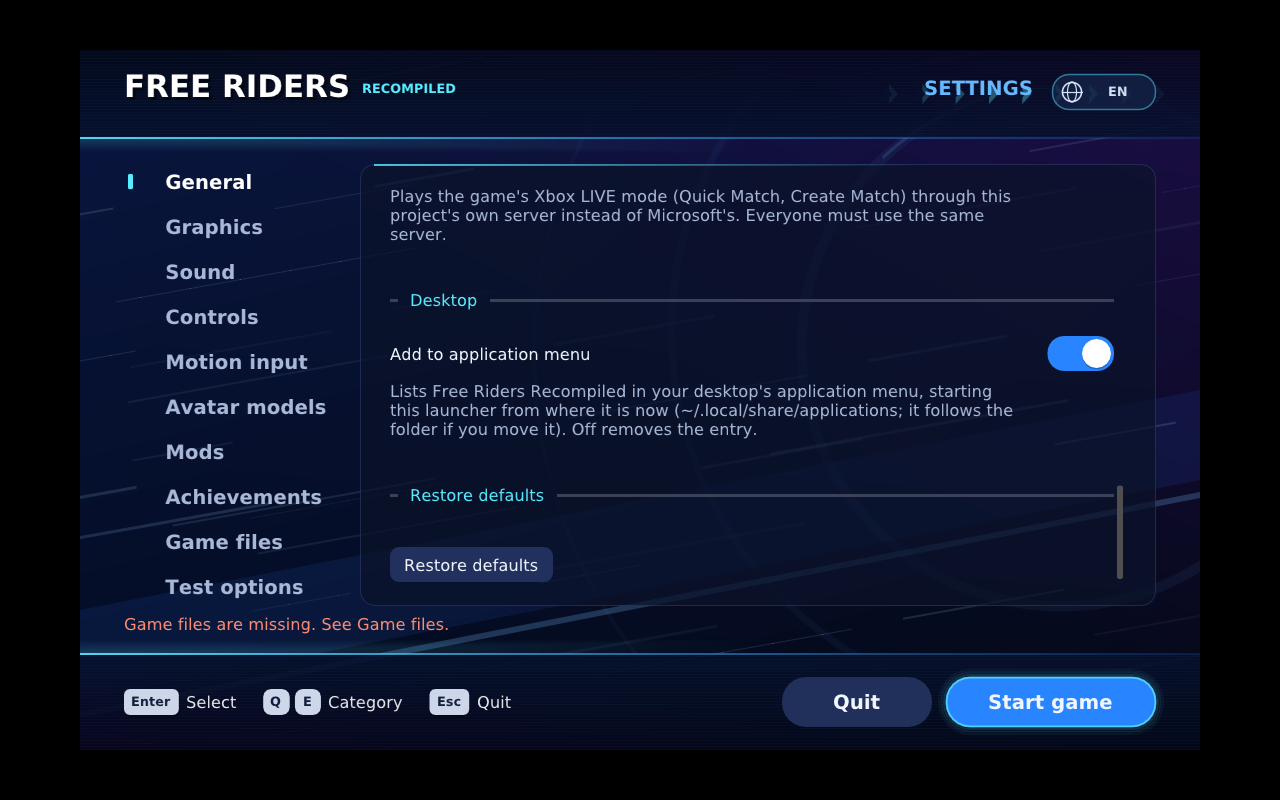 FREE RIDERS RECOMPILED
SETTINGS
EN
General
Graphics
Sound
Controls
Motion input
Avatar models
Mods
Achievements
Game files
Test options
Plays the game's Xbox LIVE mode (Quick Match, Create Match) through this
project's own server instead of Microsoft's. Everyone must use the same
server.
Desktop
Add to application menu
Lists Free Riders Recompiled in your desktop's application menu, starting
this launcher from where it is now (~/.local/share/applications; it follows the
folder if you move it). Off removes the entry.
Restore defaults
Restore defaults
Game files are missing. See Game files.
Enter Select Q E Category Esc Quit
Quit
Start game